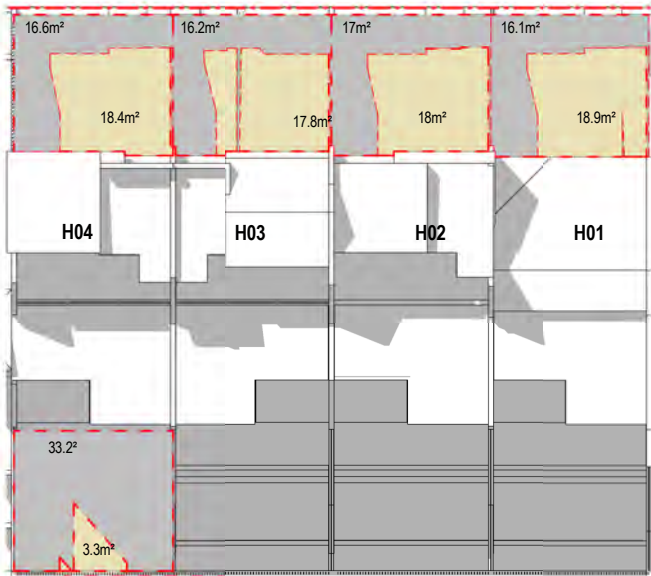 16.6m² 16.2m² 17m² 16.1m²
18.4m² 17.8m² 18m² 18.9m²
H04 H03 H02 H01
33.2²
3.3m²